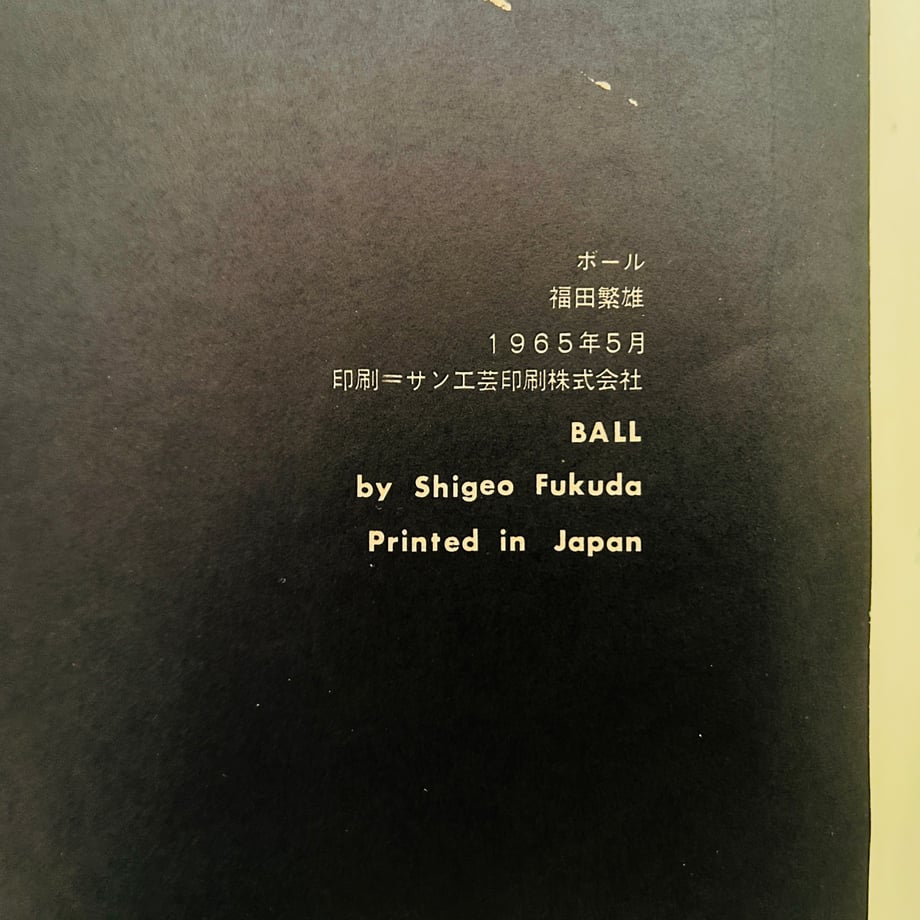 ボール
福田繁雄
1965年5月
印刷=サン工芸印刷株式会社
BALL
by Shigeo Fukuda
Printed in Japan